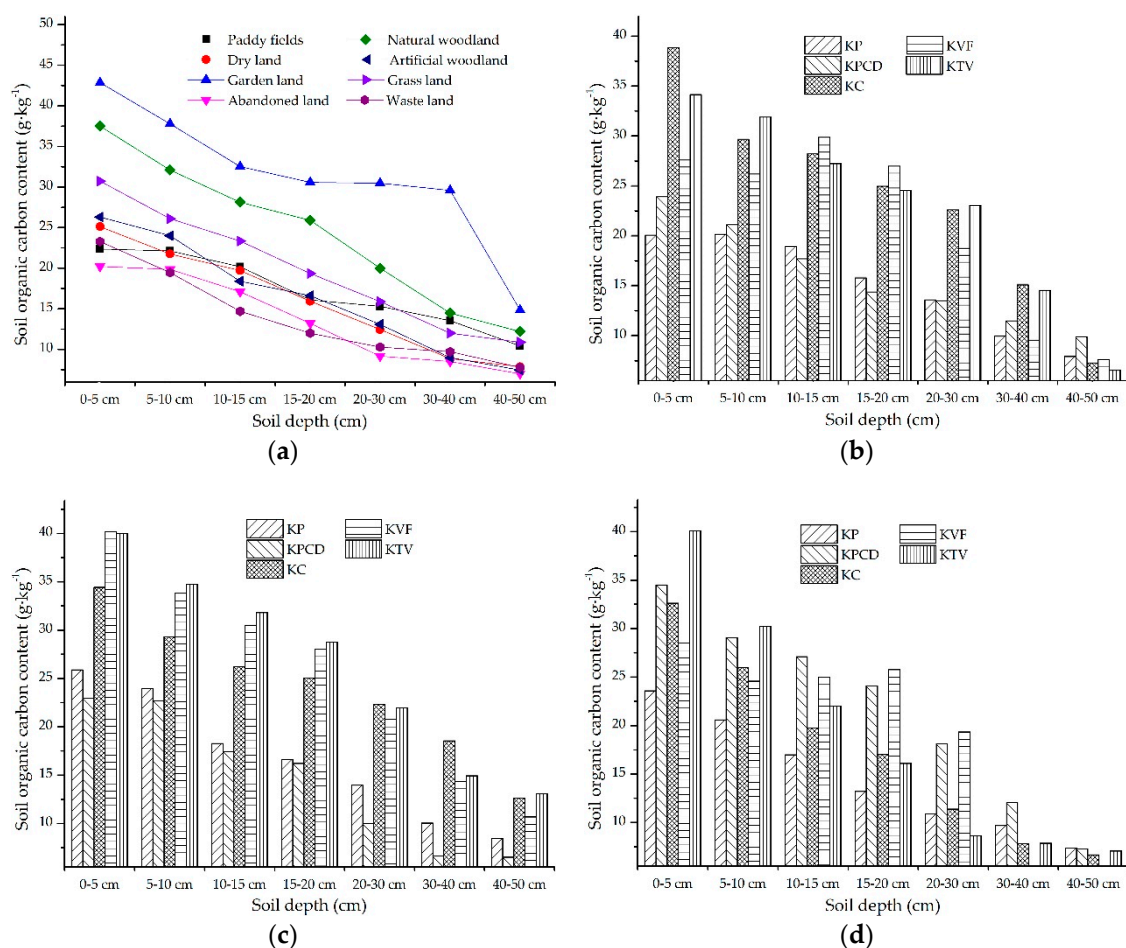 Soil organic carbon content (g·kg⁻¹)
50
45
40
35
30
25
20
15
10
Paddy fields
Dry land
Garden land
Abandoned land
Natural woodland
Artificial woodland
Grass land
Waste land
0-5 cm 5-10 cm 10-15 cm 15-20 cm 20-30 cm 30-40 cm 40-50 cm
Soil depth (cm)
(a)
Soil organic carbon content (g·kg⁻¹)
40
35
30
25
20
15
10
KP
KPCD
KC
KVF
KTV
0-5 cm 5-10 cm 10-15 cm 15-20 cm 20-30 cm 30-40 cm 40-50 cm
Soil depth (cm)
(b)
Soil organic carbon content (g·kg⁻¹)
40
35
30
25
20
15
10
KP
KPCD
KC
KVF
KTV
0-5 cm 5-10 cm 10-15 cm 15-20 cm 20-30 cm 30-40 cm 40-50 cm
Soil depth (cm)
(c)
Soil organic carbon content (g·kg⁻¹)
40
35
30
25
20
15
10
KP
KPCD
KC
KVF
KTV
0-5 cm 5-10 cm 10-15 cm 15-20 cm 20-30 cm 30-40 cm 40-50 cm
Soil depth (cm)
(d)